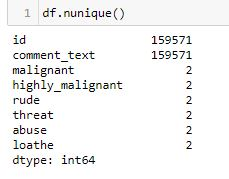 1 df.nunique()
id 159571
comment_text 159571
malignant 2
highly_malignant 2
rude 2
threat 2
abuse 2
loathe 2
dtype: int64